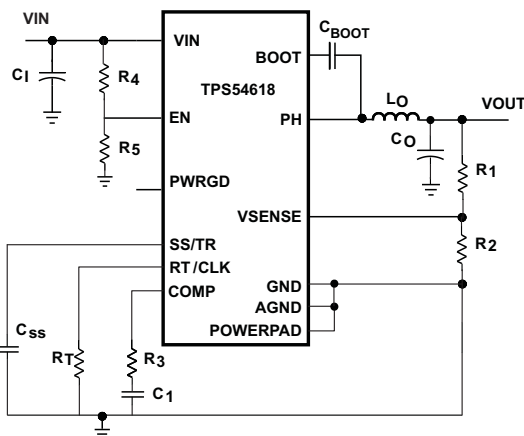 VIN
VIN
CBOOT
BOOT
CI
R4
TPS54618
LO
VOUT
EN
PH
CO
R5
R1
PWRGD
VSENSE
R2
SS/TR
RT/CLK
GND
COMP
AGND
CSS
POWERPAD
RT
R3
C1